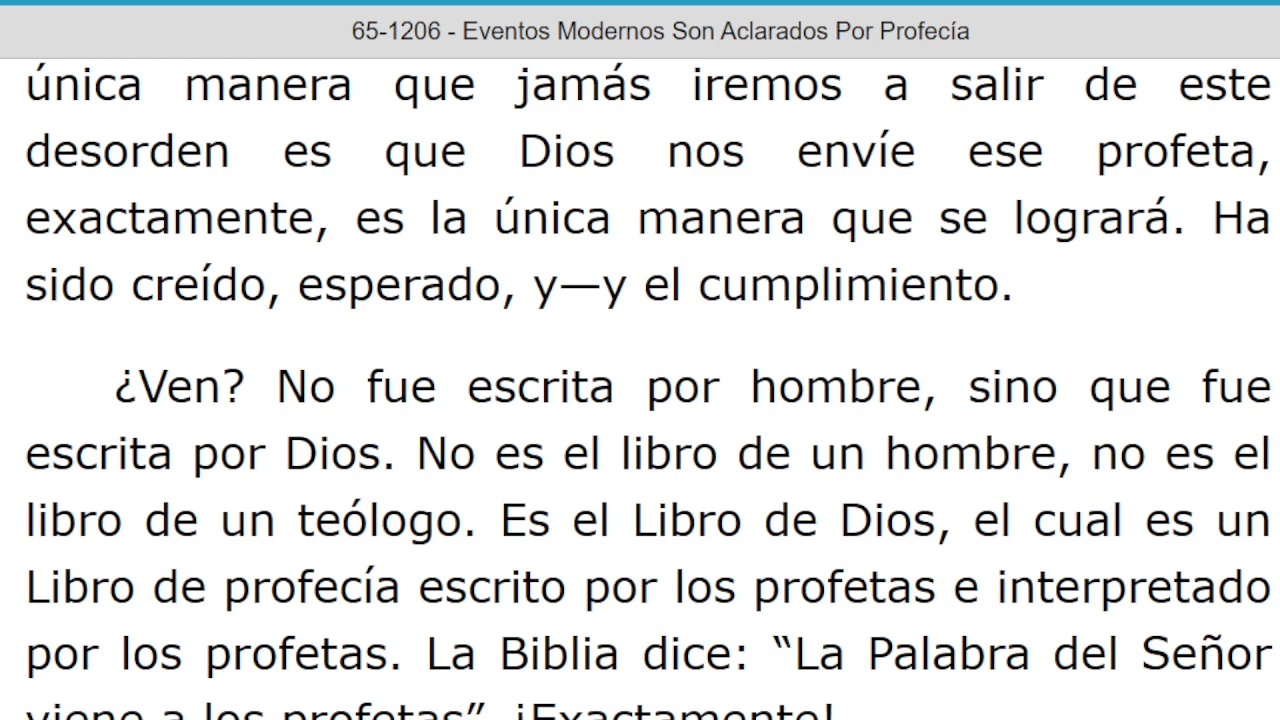 65-1206 - Eventos Modernos Son Aclarados Por Profecía
única manera que jamás iremos a salir de este
desorden es que Dios nos envíe ese profeta,
exactamente, es la única manera que se logrará. Ha
sido creído, esperado, y—y el cumplimiento.
¿Ven? No fue escrita por hombre, sino que fue
escrita por Dios. No es el libro de un hombre, no es el
libro de un teólogo. Es el Libro de Dios, el cual es un
Libro de profecía escrito por los profetas e interpretado
por los profetas. La Biblia dice: “La Palabra del Señor
viene a los profetas”. ¡Exactamente!